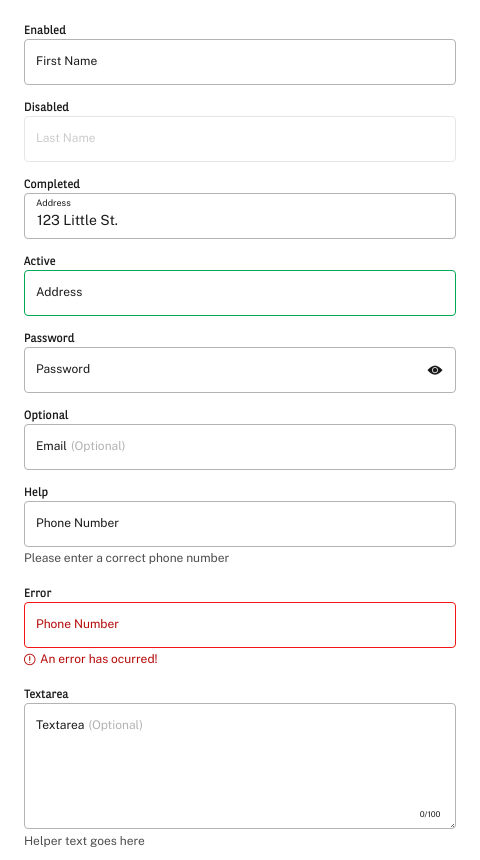 Enabled
First Name
Disabled
Last Name
Completed
Address
123 Little St.
Active
Address
Password
Password
Optional
Email (Optional)
Help
Phone Number
Please enter a correct phone number
Error
Phone Number
An error has ocurred!
Textarea
Textarea (Optional)
0/100
Helper text goes here